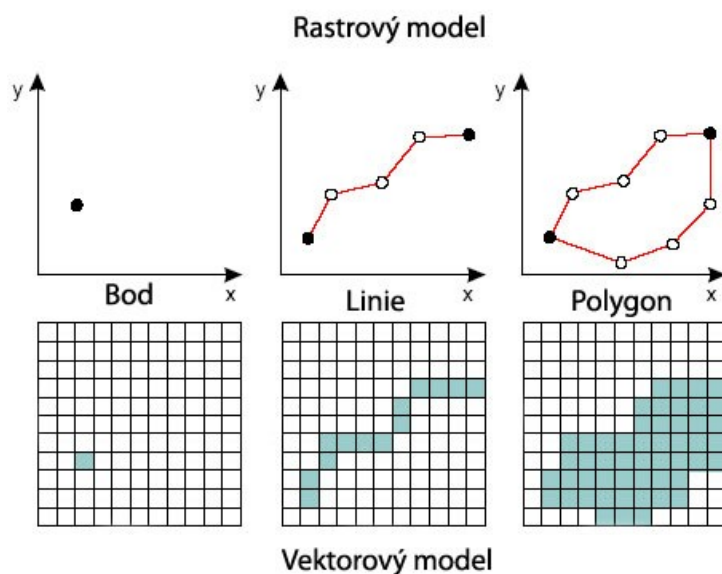 Rastrový model
y
y
y
x
x
x
Bod
Linie
Polygon
Vektorový model